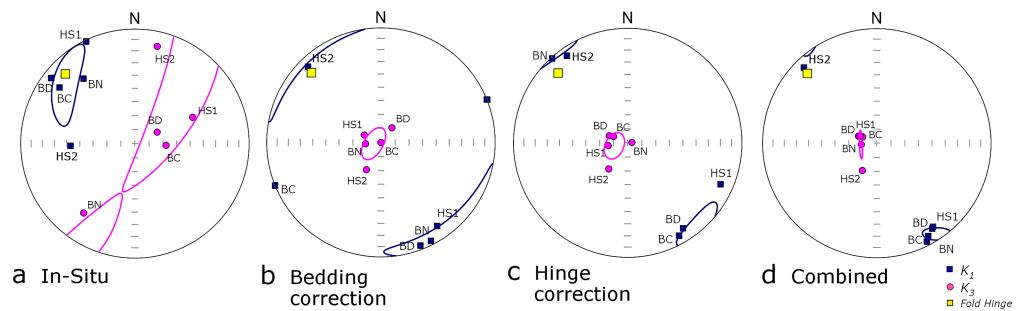 N N N N
HS1
HS2
BD
BC
BN
HS2
BD
HS1
BC
BN
a In-Situ
HS2
HS1
BD
BN
BC
HS2
BC
HS1
BN
BD
b Bedding
correction
BN
HS2
BD
BC
HS1
BN
HS2
HS1
BD
BC
c Hinge
correction
HS2
HS1
BD
BC
BN
HS2
HS1
BD
BC
BN
d Combined
K1
K3
Fold Hinge